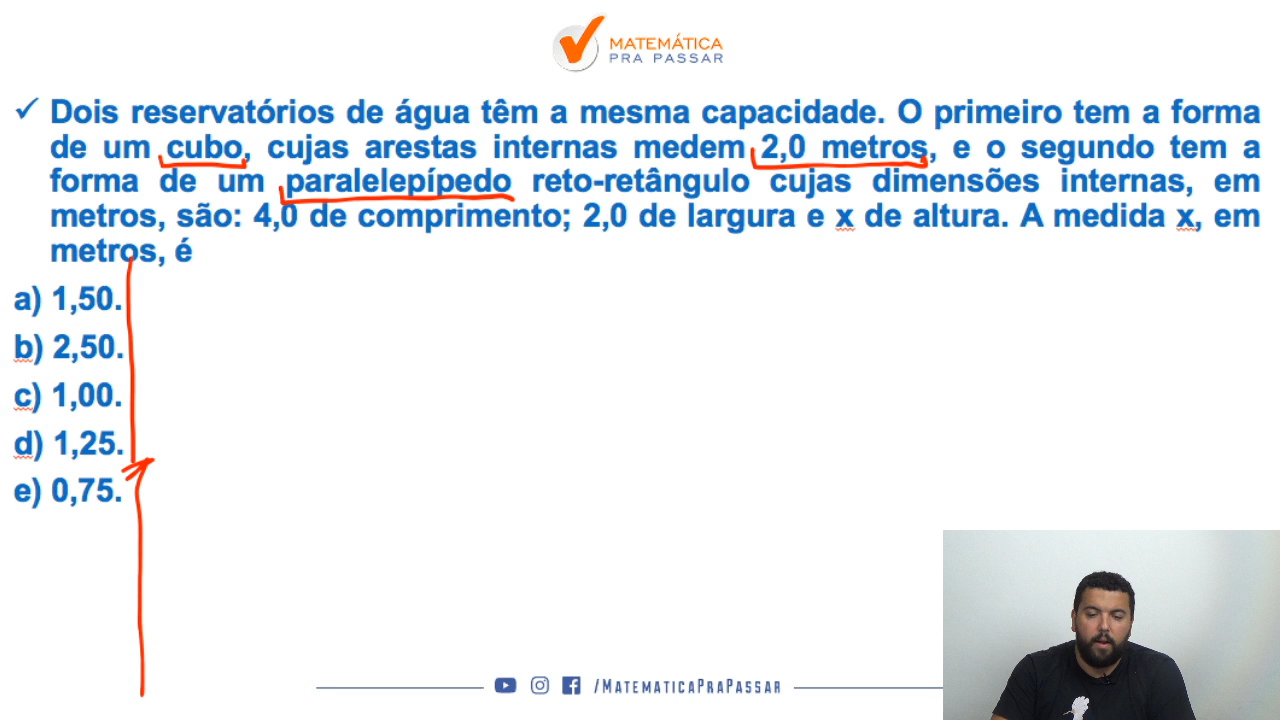 MATEMÁTICA
PRA PASSAR
✓ Dois reservatórios de água têm a mesma capacidade. O primeiro tem a forma
de um cubo, cujas arestas internas medem 2,0 metros, e o segundo tem a
forma de um paralelepípedo reto-retângulo cujas dimensões internas, em
metros, são: 4,0 de comprimento; 2,0 de largura e x de altura. A medida x, em
metros, é
a) 1,50.
b) 2,50.
c) 1,00.
d) 1,25.
e) 0,75.
/MATEMATICAPRAPASSAR